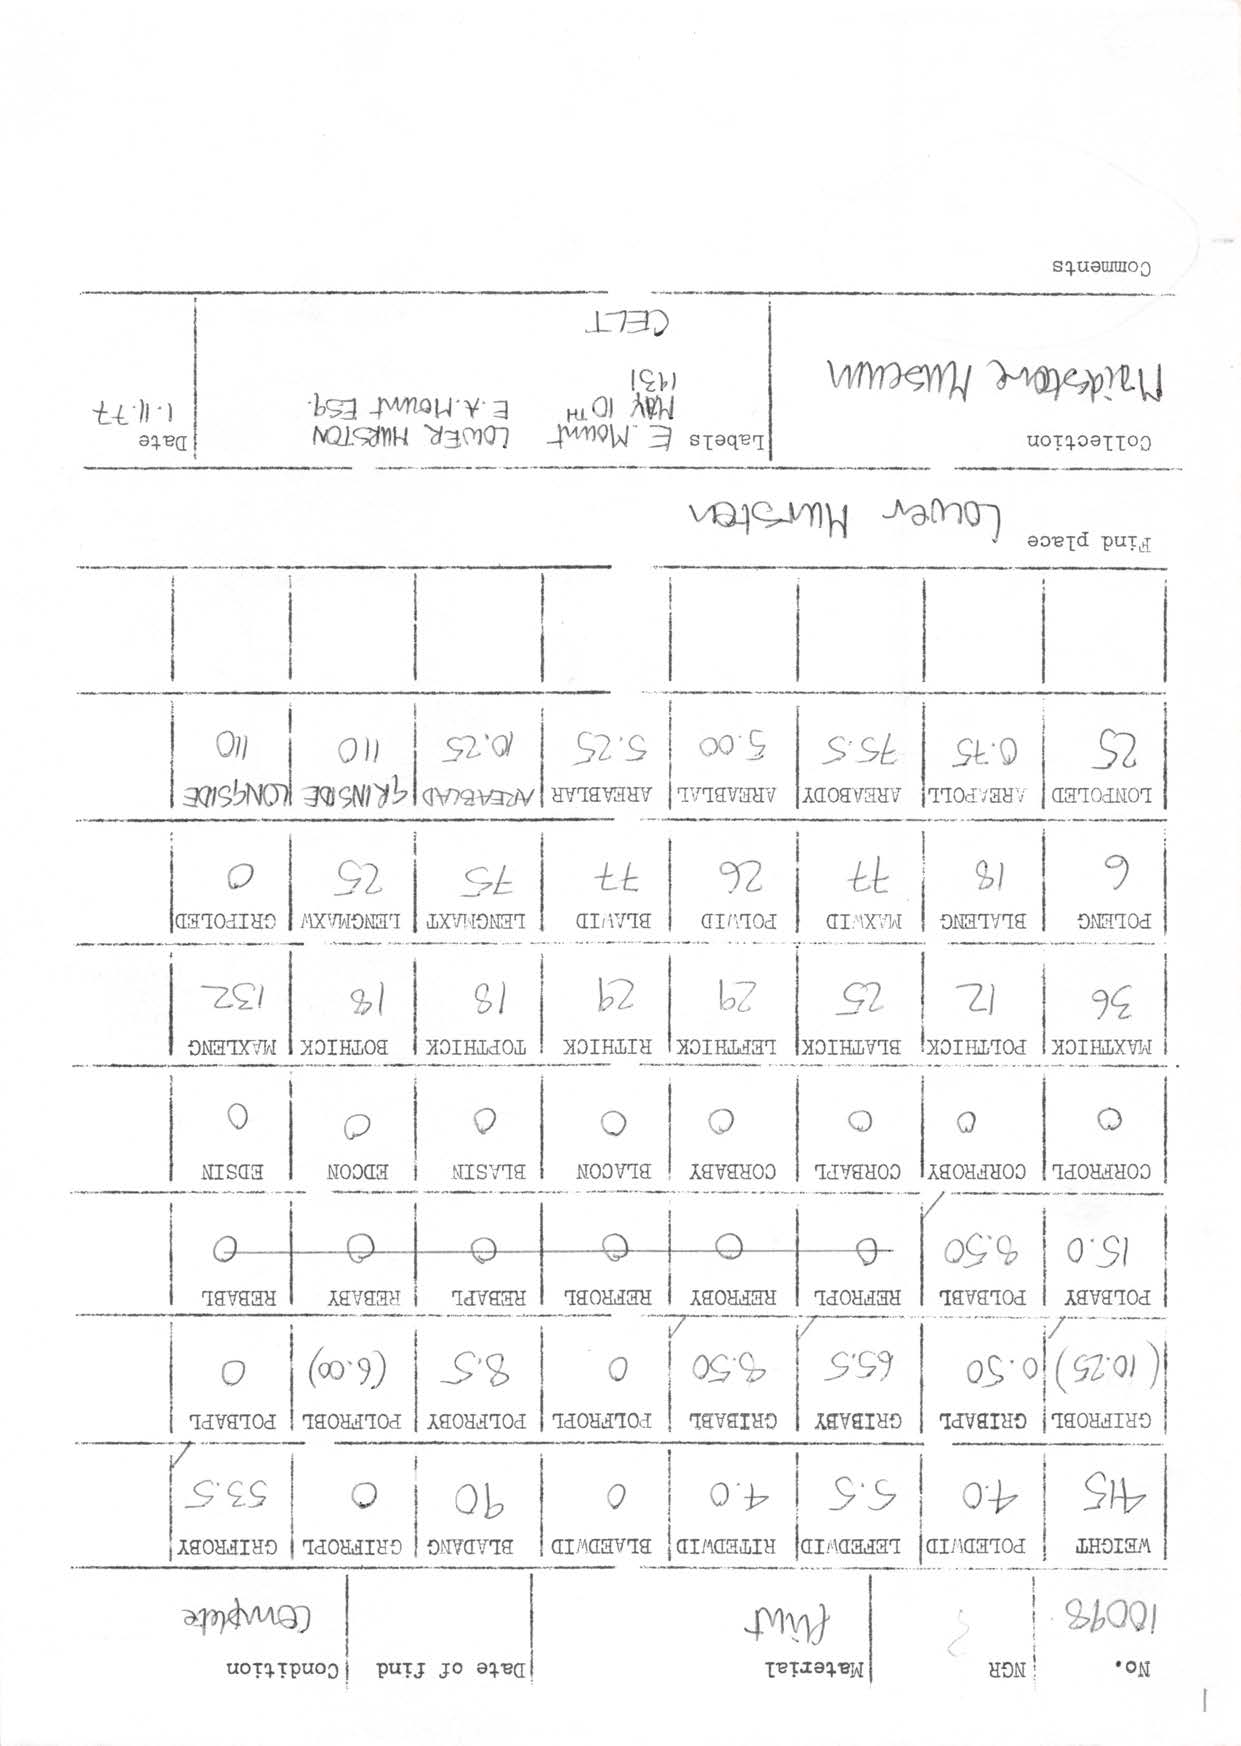 1
No. NGR Material Date of find Condition
10098 ? flint Complete
WEIGHT POLEDWID LEFEDWID RITEDWID BLAEDWID BLADANG GRIFROPL GRIFROBY
415 4.0 5.5 4.0 0 90 0 53.5
GRIFROBL GRIBAPL GRIBABY GRIBABL POLFROPL POLFROBY POLFROBL POLBAPL
(10.25) 0.50 65.5 8.50 0 8.5 (6.00) 0
POLBABY POLBABL REFROPL REFROBY REFROBL REBAPL REBABY REBABL
15.0 8.50 0 0 0 0 0 0
CORFROPL CORFROBY CORBAPL CORBABY BLACON BLASIN EDCON EDSIN
0 0 0 0 0 0 0 0
MAXTHICK POLTHICK BLATHICK LEFTHICK RITHICK TOPTHICK BOTHICK MAXLENG
36 12 25 29 29 18 18 132
POLENG BLALENG MAXWID POLWID BLAWID LENGMAXT LENGMAXW GRIPOLED
6 18 77 26 77 75 25 0
LONPOLED AREAPOLL AREABODY AREABLAL AREABLAR AREABLAD GRINSIDE LONGSIDE
25 0.75 75.5 5.00 5.25 10.25 110 110
Find place Lower Murston
Collection Labels E. Mount LOWER MURSTON Date
Maidstone Museum MAY 10TH E.A. Mount ESQ. 1.11.77
1931
CELT
Comments